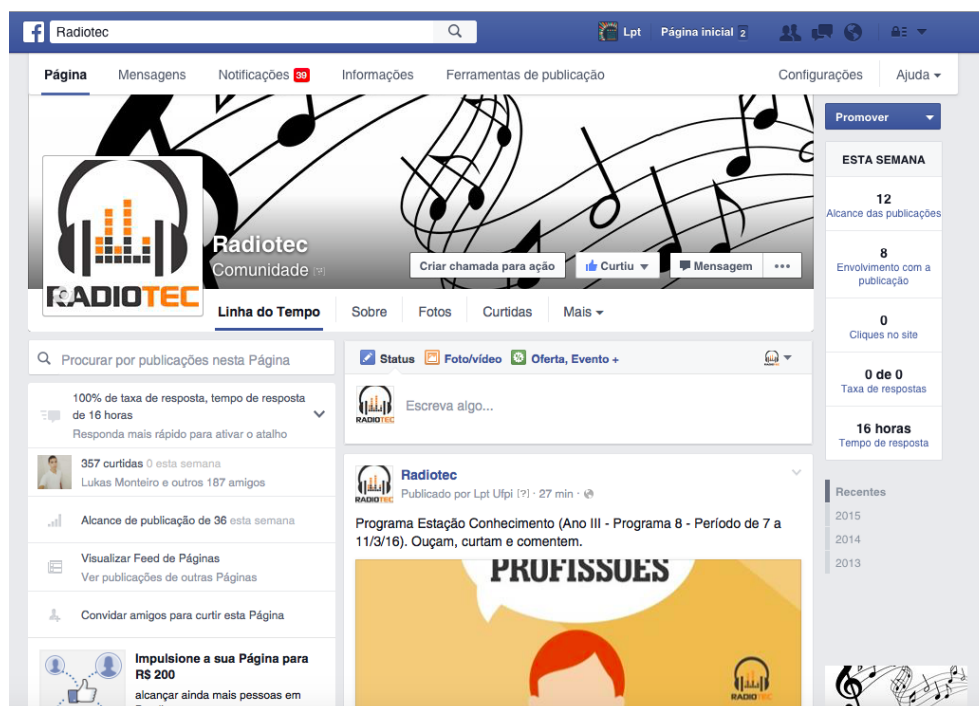 Radiotec
Lpt
Página inicial 2
Página
Mensagens
Notificações 39
Informações
Ferramentas de publicação
Configurações
Ajuda
RADIOTEC
Radiotec
Comunidade [?]
Criar chamada para ação
Curtiu
Mensagem
Linha do Tempo
Sobre
Fotos
Curtidas
Mais
Promover
ESTA SEMANA
12
Alcance das publicações
8
Envolvimento com a
publicação
0
Cliques no site
0 de 0
Taxa de respostas
16 horas
Tempo de resposta
Recentes
2015
2014
2013
Procurar por publicações nesta Página
100% de taxa de resposta, tempo de resposta
de 16 horas
Responda mais rápido para ativar o atalho
357 curtidas 0 esta semana
Lukas Monteiro e outros 187 amigos
Alcance de publicação de 36 esta semana
Visualizar Feed de Páginas
Ver publicações de outras Páginas
Convidar amigos para curtir esta Página
Impulsione a sua Página para
R$ 200
alcançar ainda mais pessoas em
Status
Foto/vídeo
Oferta, Evento +
RADIOTEC
Escreva algo...
RADIOTEC
Radiotec
Publicado por Lpt Ufpi [?] · 27 min ·
Programa Estação Conhecimento (Ano III - Programa 8 - Período de 7 a
11/3/16). Ouçam, curtam e comentem.
PROFISSÕES
RADIOTEC